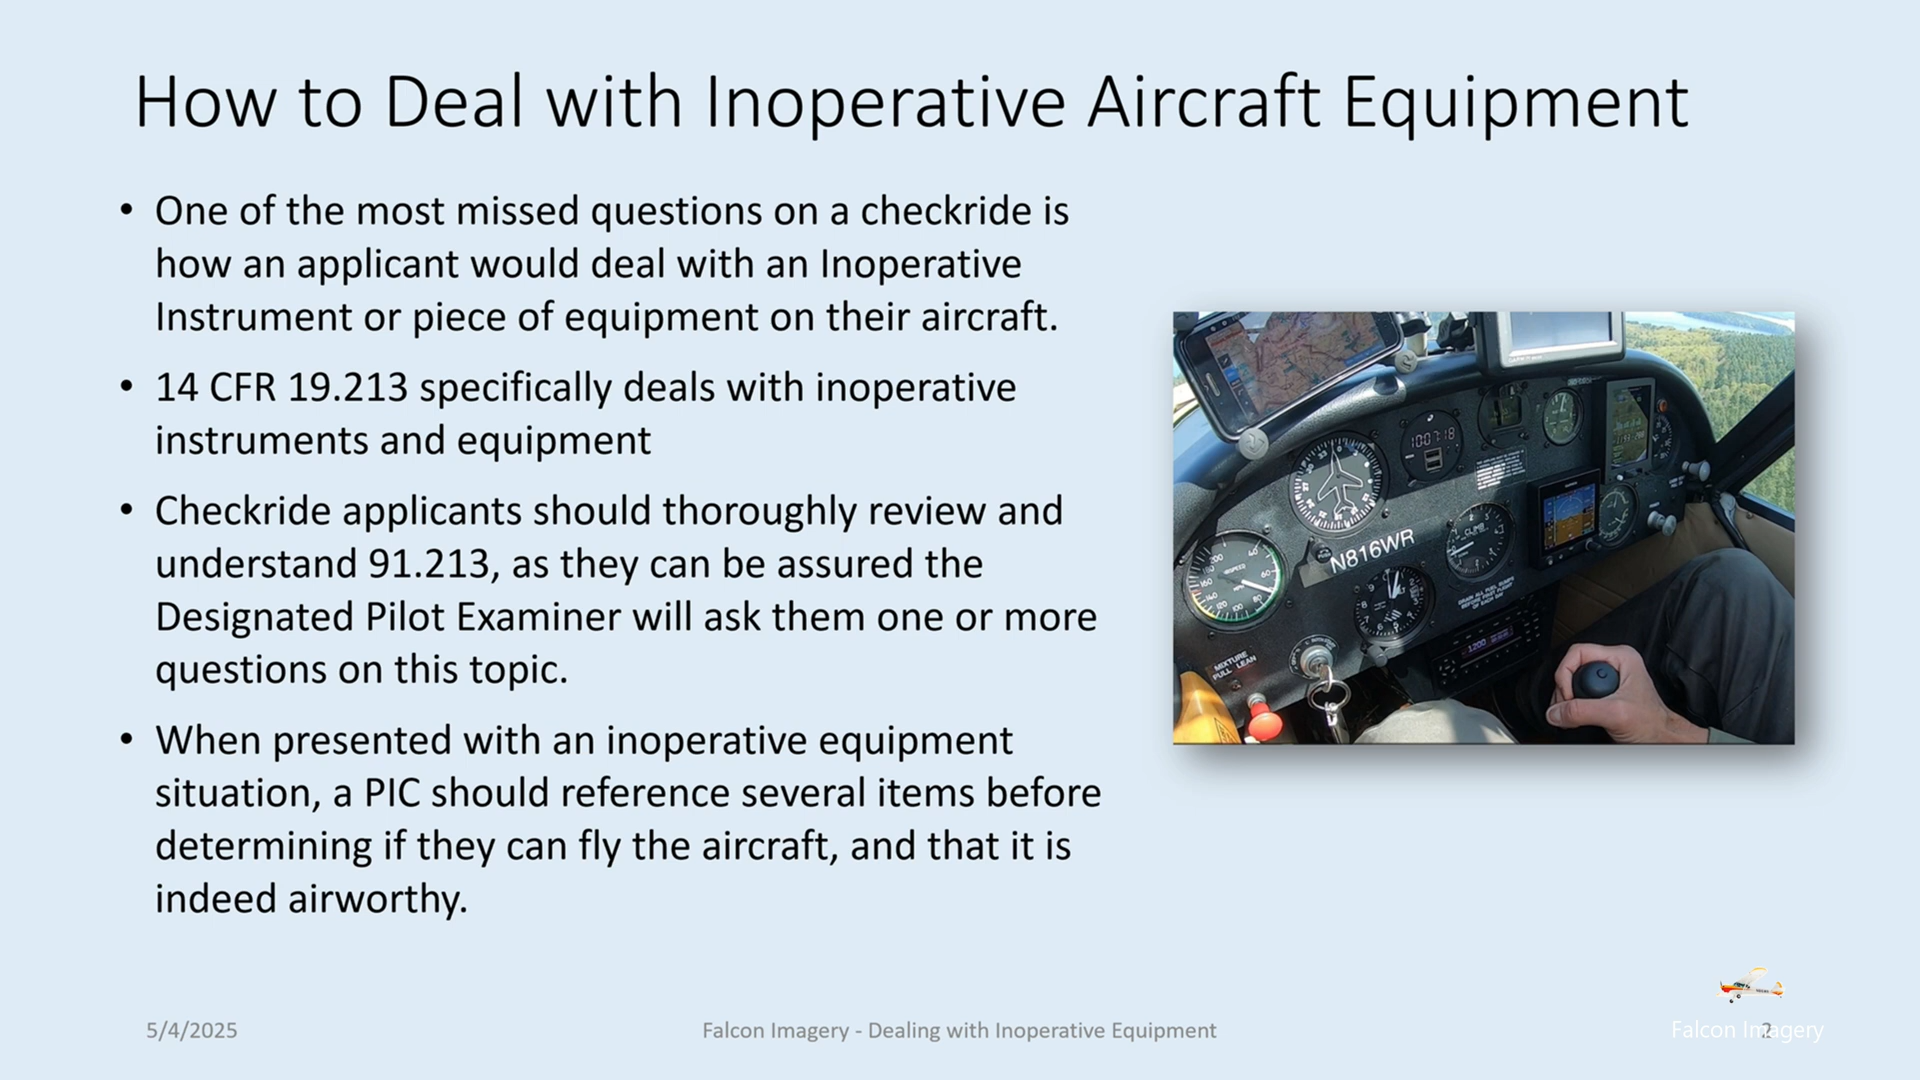 How to Deal with Inoperative Aircraft Equipment
• One of the most missed questions on a checkride is
how an applicant would deal with an Inoperative
Instrument or piece of equipment on their aircraft.
• 14 CFR 19.213 specifically deals with inoperative
instruments and equipment
• Checkride applicants should thoroughly review and
understand 91.213, as they can be assured the
Designated Pilot Examiner will ask them one or more
questions on this topic.
• When presented with an inoperative equipment
situation, a PIC should reference several items before
determining if they can fly the aircraft, and that it is
indeed airworthy.
N816WR
CLIMB
MIXTURE
PULL LEAN
1200
5/4/2025
Falcon Imagery - Dealing with Inoperative Equipment
2
Falcon Imagery